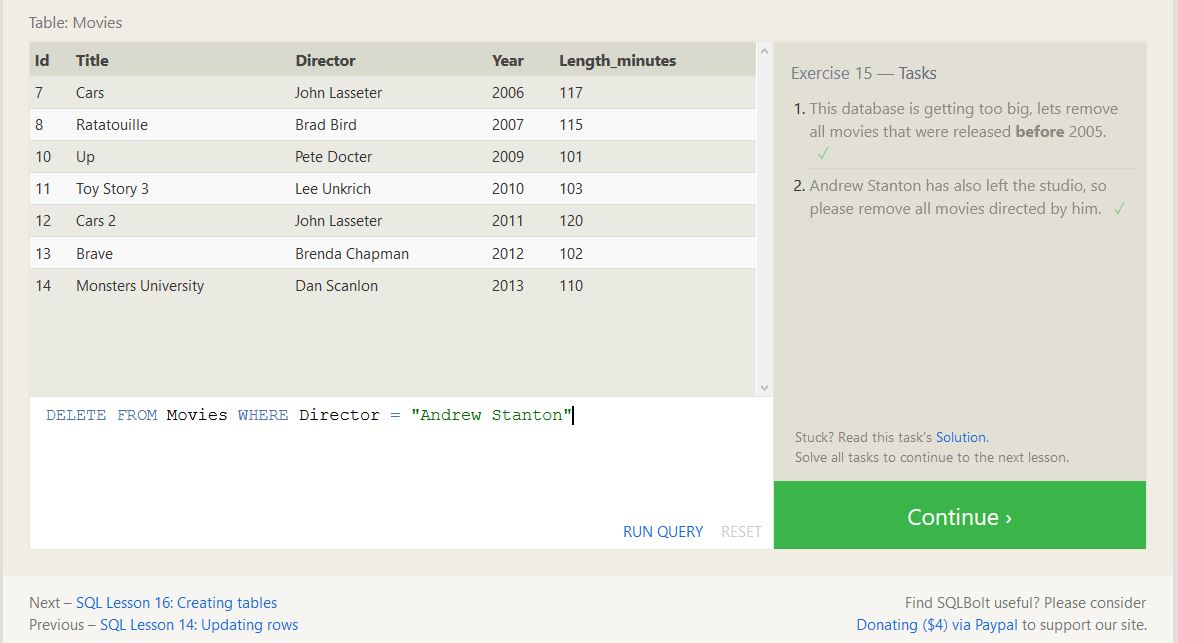 Table: Movies
Id Title Director Year Length_minutes
7 Cars John Lasseter 2006 117
8 Ratatouille Brad Bird 2007 115
10 Up Pete Docter 2009 101
11 Toy Story 3 Lee Unkrich 2010 103
12 Cars 2 John Lasseter 2011 120
13 Brave Brenda Chapman 2012 102
14 Monsters University Dan Scanlon 2013 110
DELETE FROM Movies WHERE Director = "Andrew Stanton"
RUN QUERY RESET
Exercise 15 — Tasks
1. This database is getting too big, lets remove
all movies that were released before 2005.
✓
2. Andrew Stanton has also left the studio, so
please remove all movies directed by him. ✓
Stuck? Read this task's Solution.
Solve all tasks to continue to the next lesson.
Continue ›
Next – SQL Lesson 16: Creating tables
Previous – SQL Lesson 14: Updating rows
Find SQLBolt useful? Please consider
Donating ($4) via Paypal to support our site.